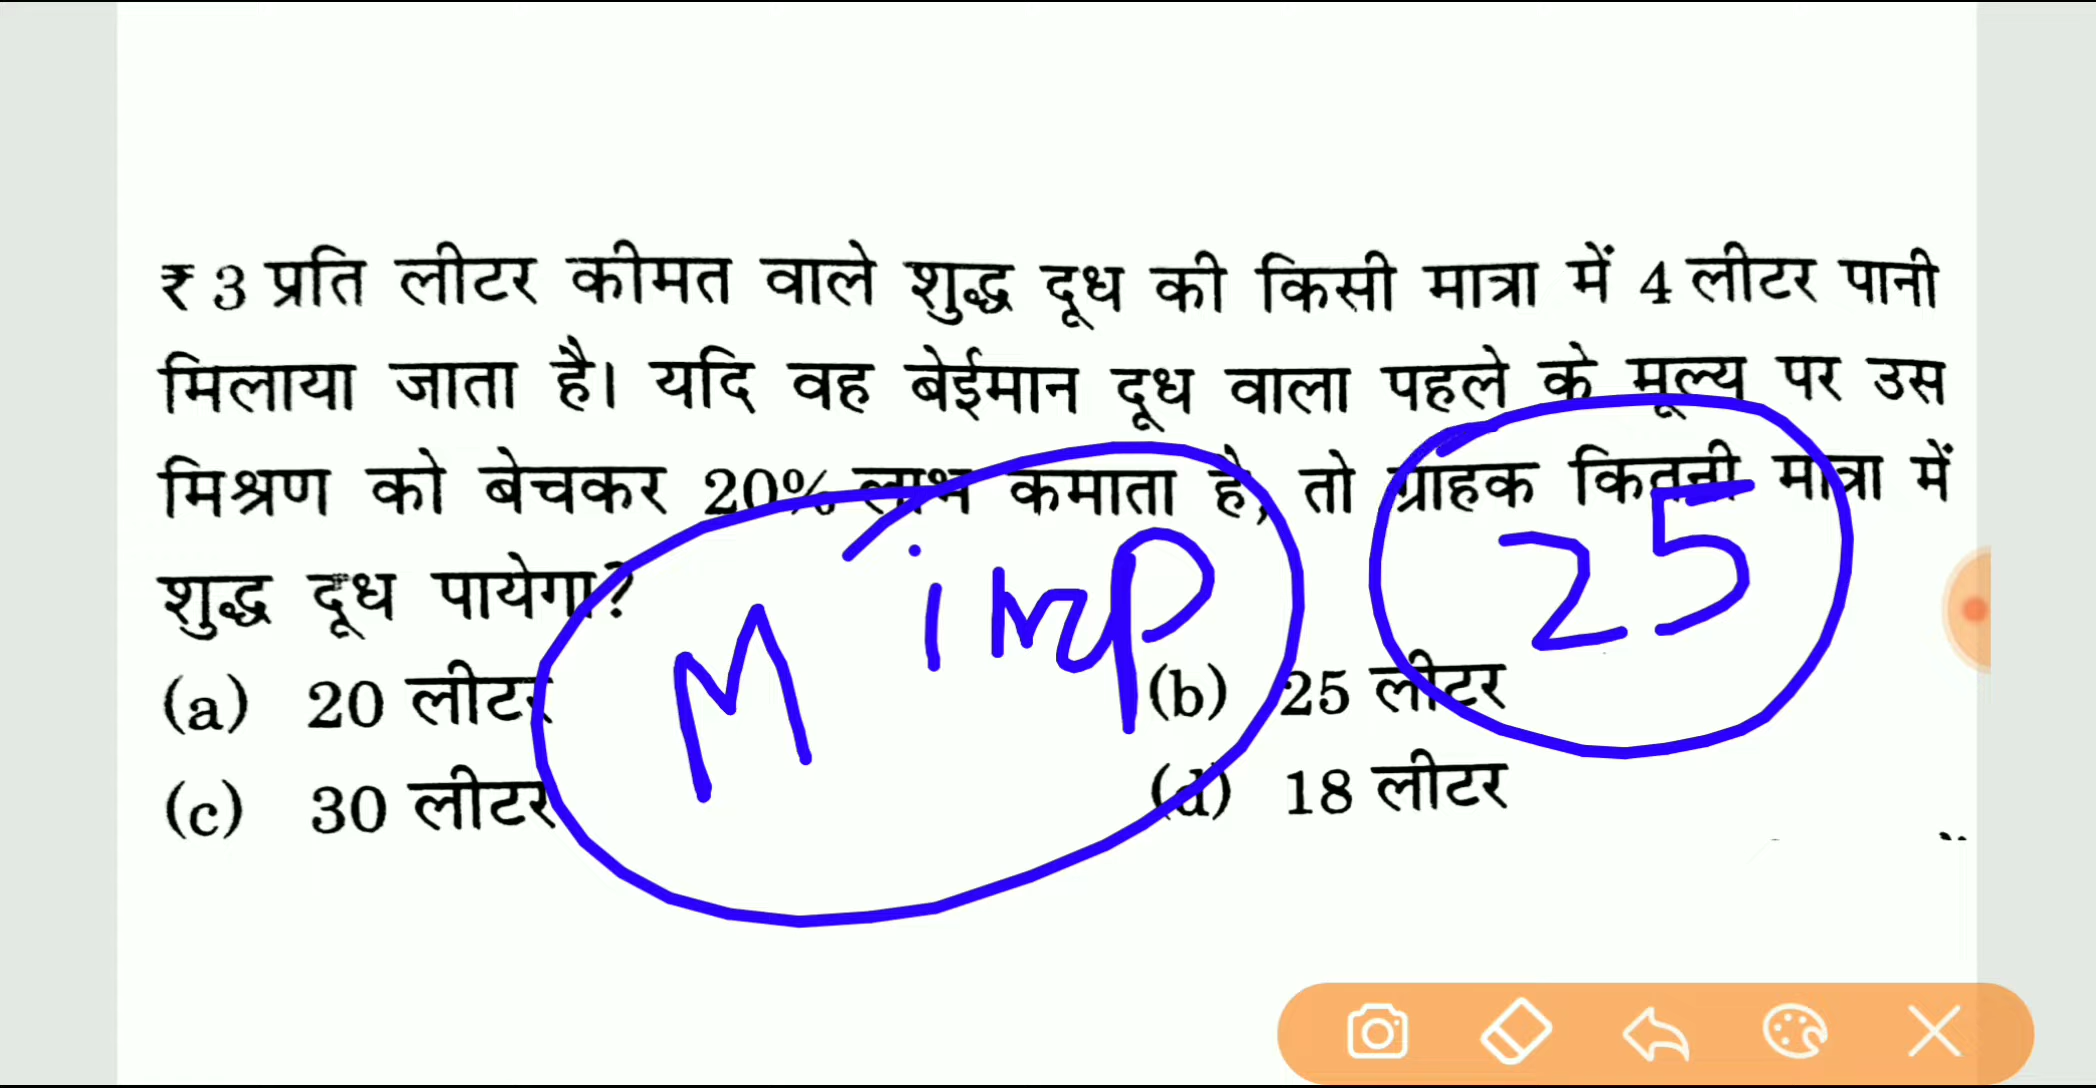 ₹ 3 प्रति लीटर कीमत वाले शुद्ध दूध की किसी मात्रा में 4 लीटर पानी
मिलाया जाता है। यदि वह बेईमान दूध वाला पहले के मूल्य पर उस
मिश्रण को बेचकर 20% लाभ कमाता है, तो ग्राहक कितनी मात्रा में
शुद्ध दूध पायेगा?
M imp
25
(a) 20 लीटर (b) 25 लीटर
(c) 30 लीटर (d) 18 लीटर